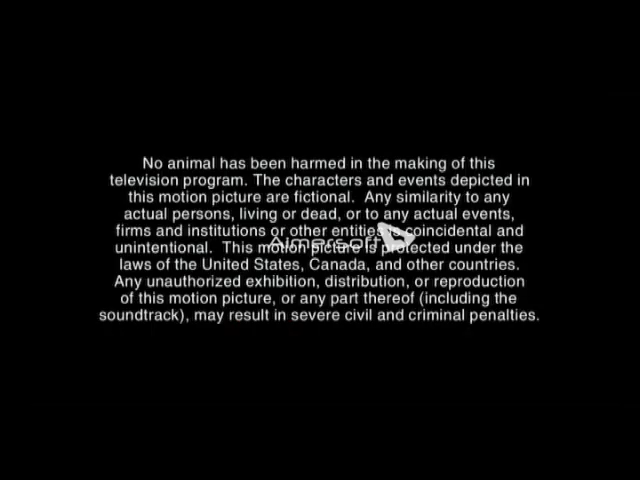 No animal has been harmed in the making of this
television program. The characters and events depicted in
this motion picture are fictional.  Any similarity to any
actual persons, living or dead, or to any actual events,
firms and institutions or other entities is coincidental and
Aimersoft
unintentional.  This motion picture is protected under the
laws of the United States, Canada, and other countries.
Any unauthorized exhibition, distribution, or reproduction
of this motion picture, or any part thereof (including the
soundtrack), may result in severe civil and criminal penalties.